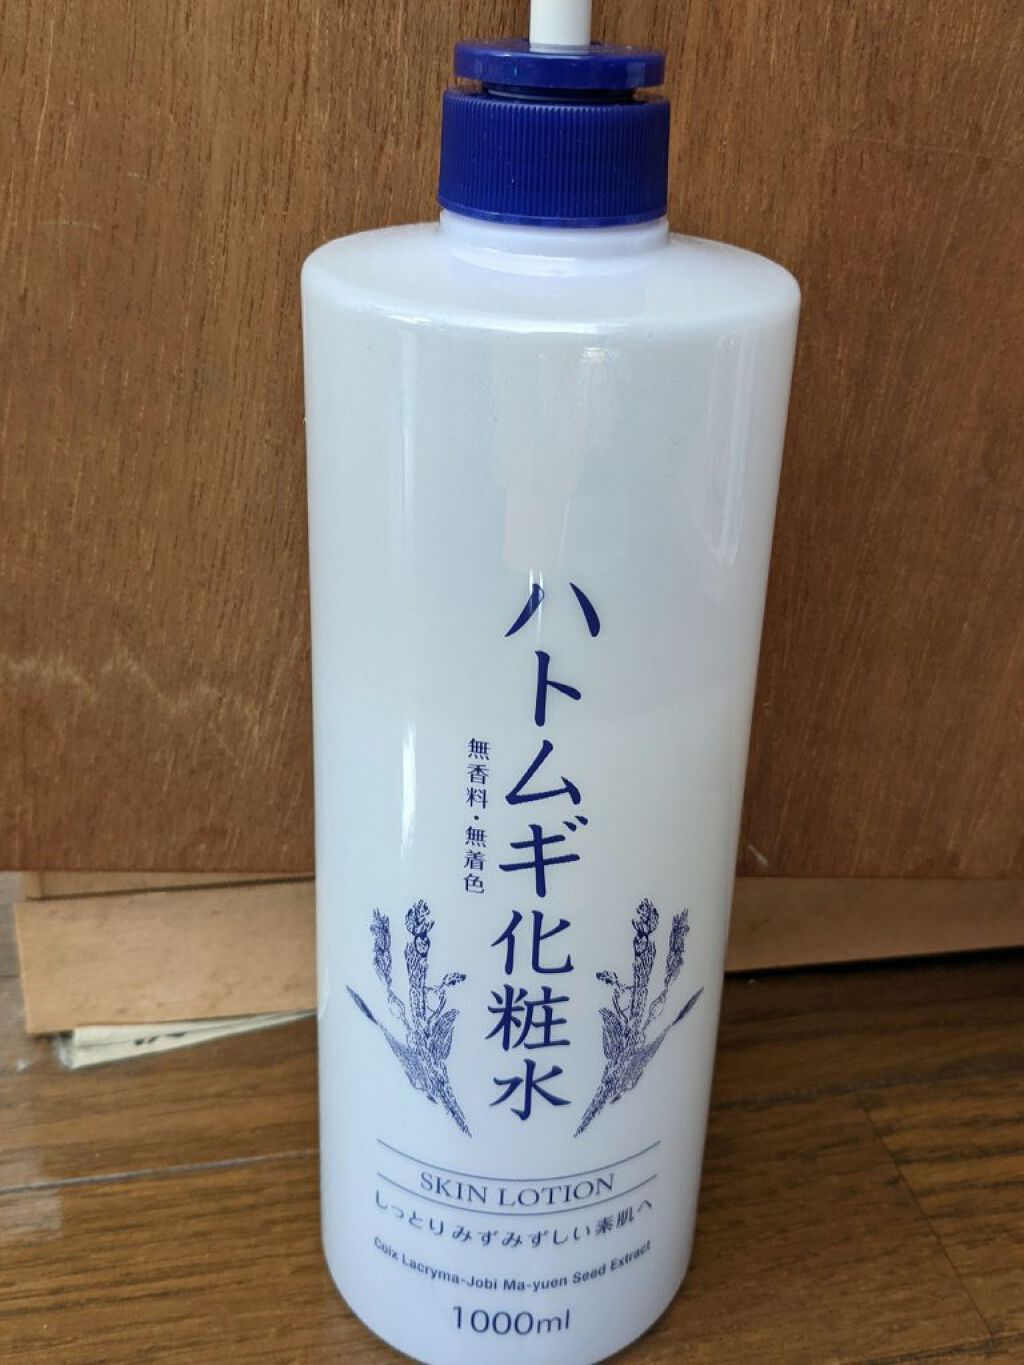 ハトムギ化粧水
無香料・無着色
SKIN LOTION
しっとりみずみずしい素肌へ
Coix Lacryma-Jobi Ma-yuen Seed Extract
1000ml